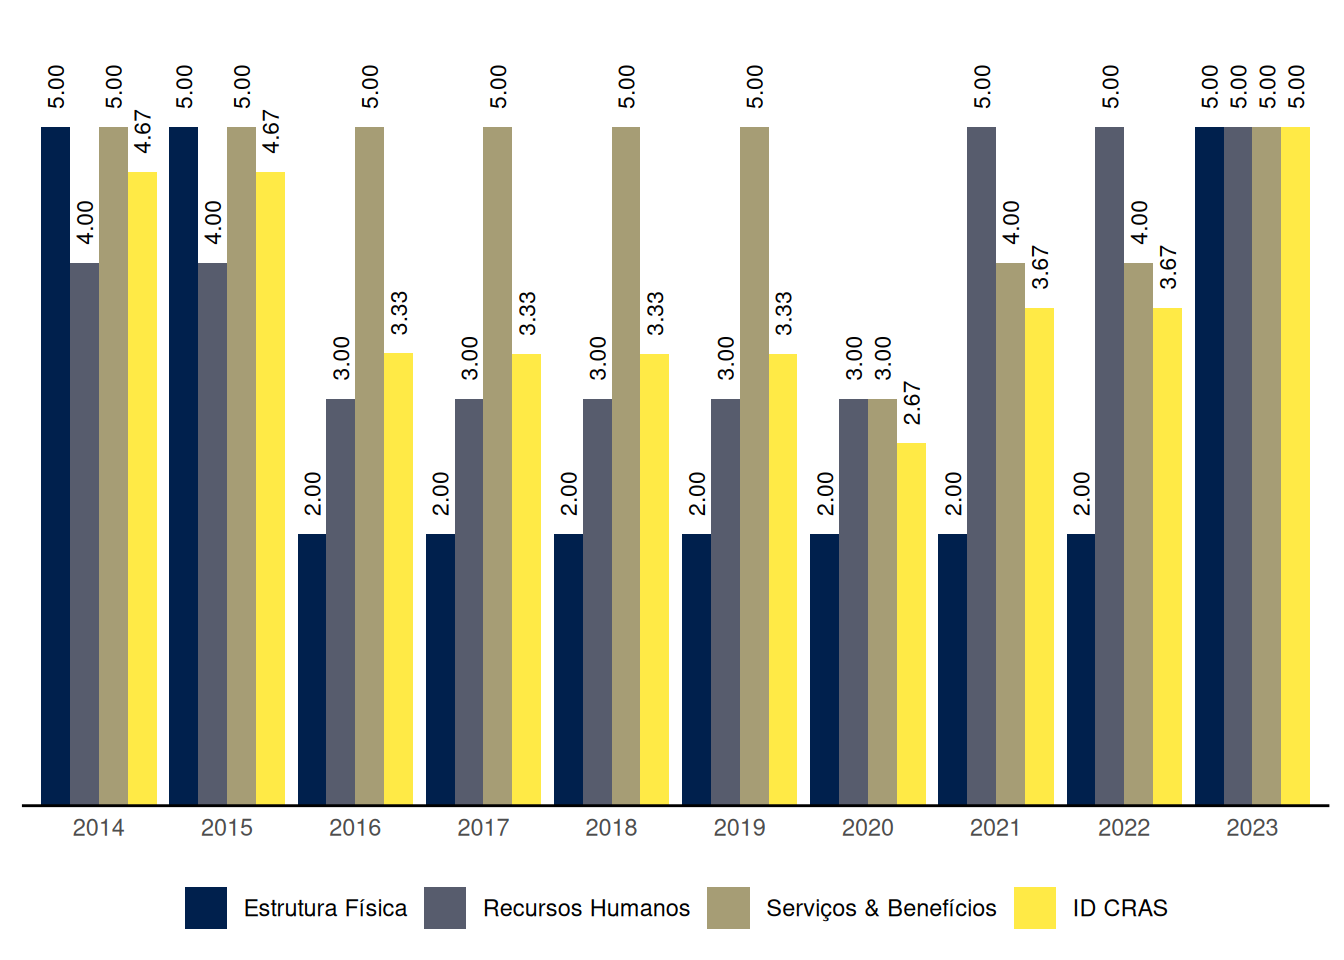 5.00 4.00 5.00 4.67 5.00 4.00 5.00 4.67 2.00 3.00 5.00 3.33 2.00 3.00 5.00 3.33 2.00 3.00 5.00 3.33 2.00 3.00 5.00 3.33 2.00 3.00 3.00 2.67 2.00 5.00 4.00 3.67 2.00 5.00 4.00 3.67 5.00 5.00 5.00 5.00
2014 2015 2016 2017 2018 2019 2020 2021 2022 2023
Estrutura Física Recursos Humanos Serviços & Benefícios ID CRAS